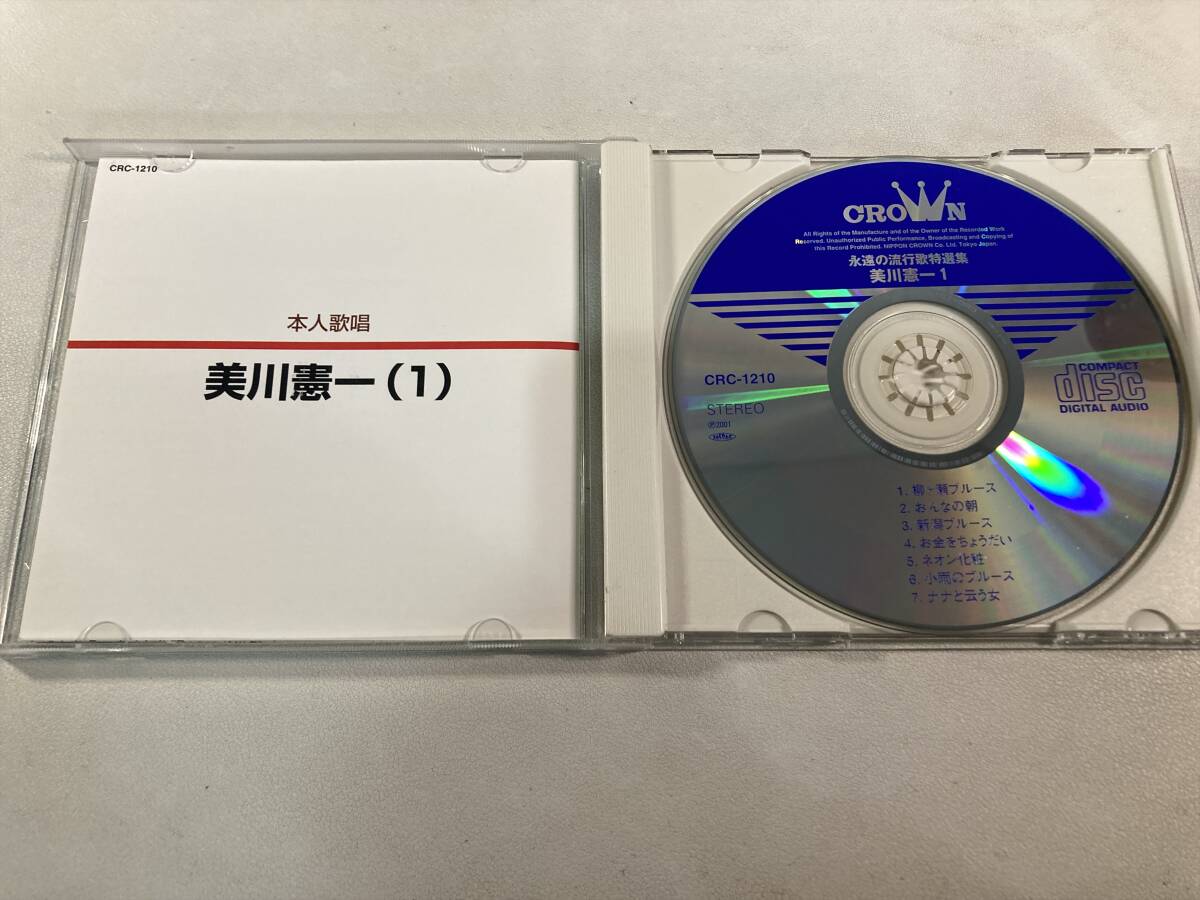 CRC-1210
本人歌唱
美川憲一(1)
CROWN
All Rights of the Manufacture and of the Owner of the Recorded Work
Reserved. Unauthorized Public Performance, Broadcasting and Copying of
this Record Prohibited. NIPPON CROWN Co. Ltd. Tokyo Japan.
永遠の流行歌特選集
美川憲一 1
CRC-1210
STEREO
Ⓟ2001
COMPACT
disc
DIGITAL AUDIO
1. 柳ヶ瀬ブルース
2. おんなの朝
3. 新潟ブルース
4. お金をちょうだい
5. ネオン化粧
6. 小雨のブルース
7. ナナと云う女